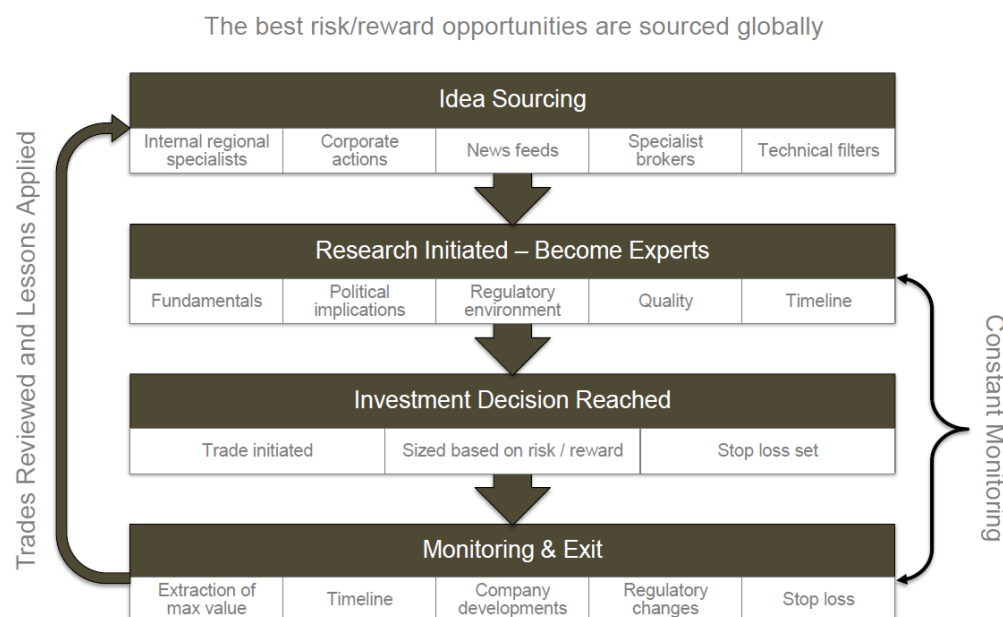 The best risk/reward opportunities are sourced globally
Idea Sourcing
Internal regional
specialists
Corporate
actions
News feeds
Specialist
brokers
Technical filters
Research Initiated – Become Experts
Fundamentals
Political
implications
Regulatory
environment
Quality
Timeline
Investment Decision Reached
Trade initiated
Sized based on risk / reward
Stop loss set
Monitoring & Exit
Extraction of
max value
Timeline
Company
developments
Regulatory
changes
Stop loss
Trades Reviewed and Lessons Applied
Constant Monitoring